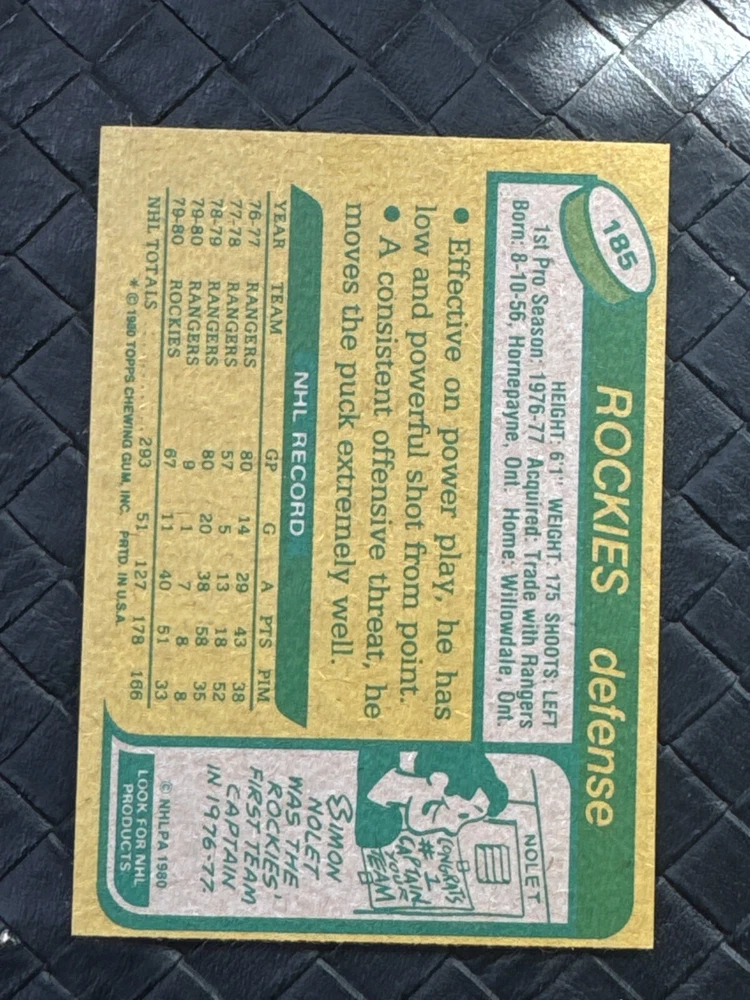 185
ROCKIES defense
HEIGHT: 6'1" WEIGHT: 175 SHOOTS: LEFT
1st Pro Season: 1976-77 Acquired: Trade with Rangers
Born: 8-10-56, Hornepayne, Ont. Home: Willowdale, Ont.
• Effective on power play, he has
low and powerful shot from point.
• A consistent offensive threat, he
moves the puck extremely well.
NHL RECORD
YEAR TEAM GP G A PTS PIM
76-77 RANGERS 80 14 29 43 38
77-78 RANGERS 57 5 13 18 52
78-79 RANGERS 80 20 38 58 35
79-80 RANGERS 9 1 7 8 8
79-80 ROCKIES 67 11 40 51 33
NHL TOTALS 293 51 127 178 166
* © 1980 TOPPS CHEWING GUM, INC. PRTD. IN U.S.A.
NOLET
CONGRATS
# 1
CAPTAIN
YOUR
TEAM
SIMON
NOLET
WAS THE
ROCKIES'
FIRST TEAM
CAPTAIN
IN 1976-77
© NHLPA 1980
LOOK FOR NHL
PRODUCTS